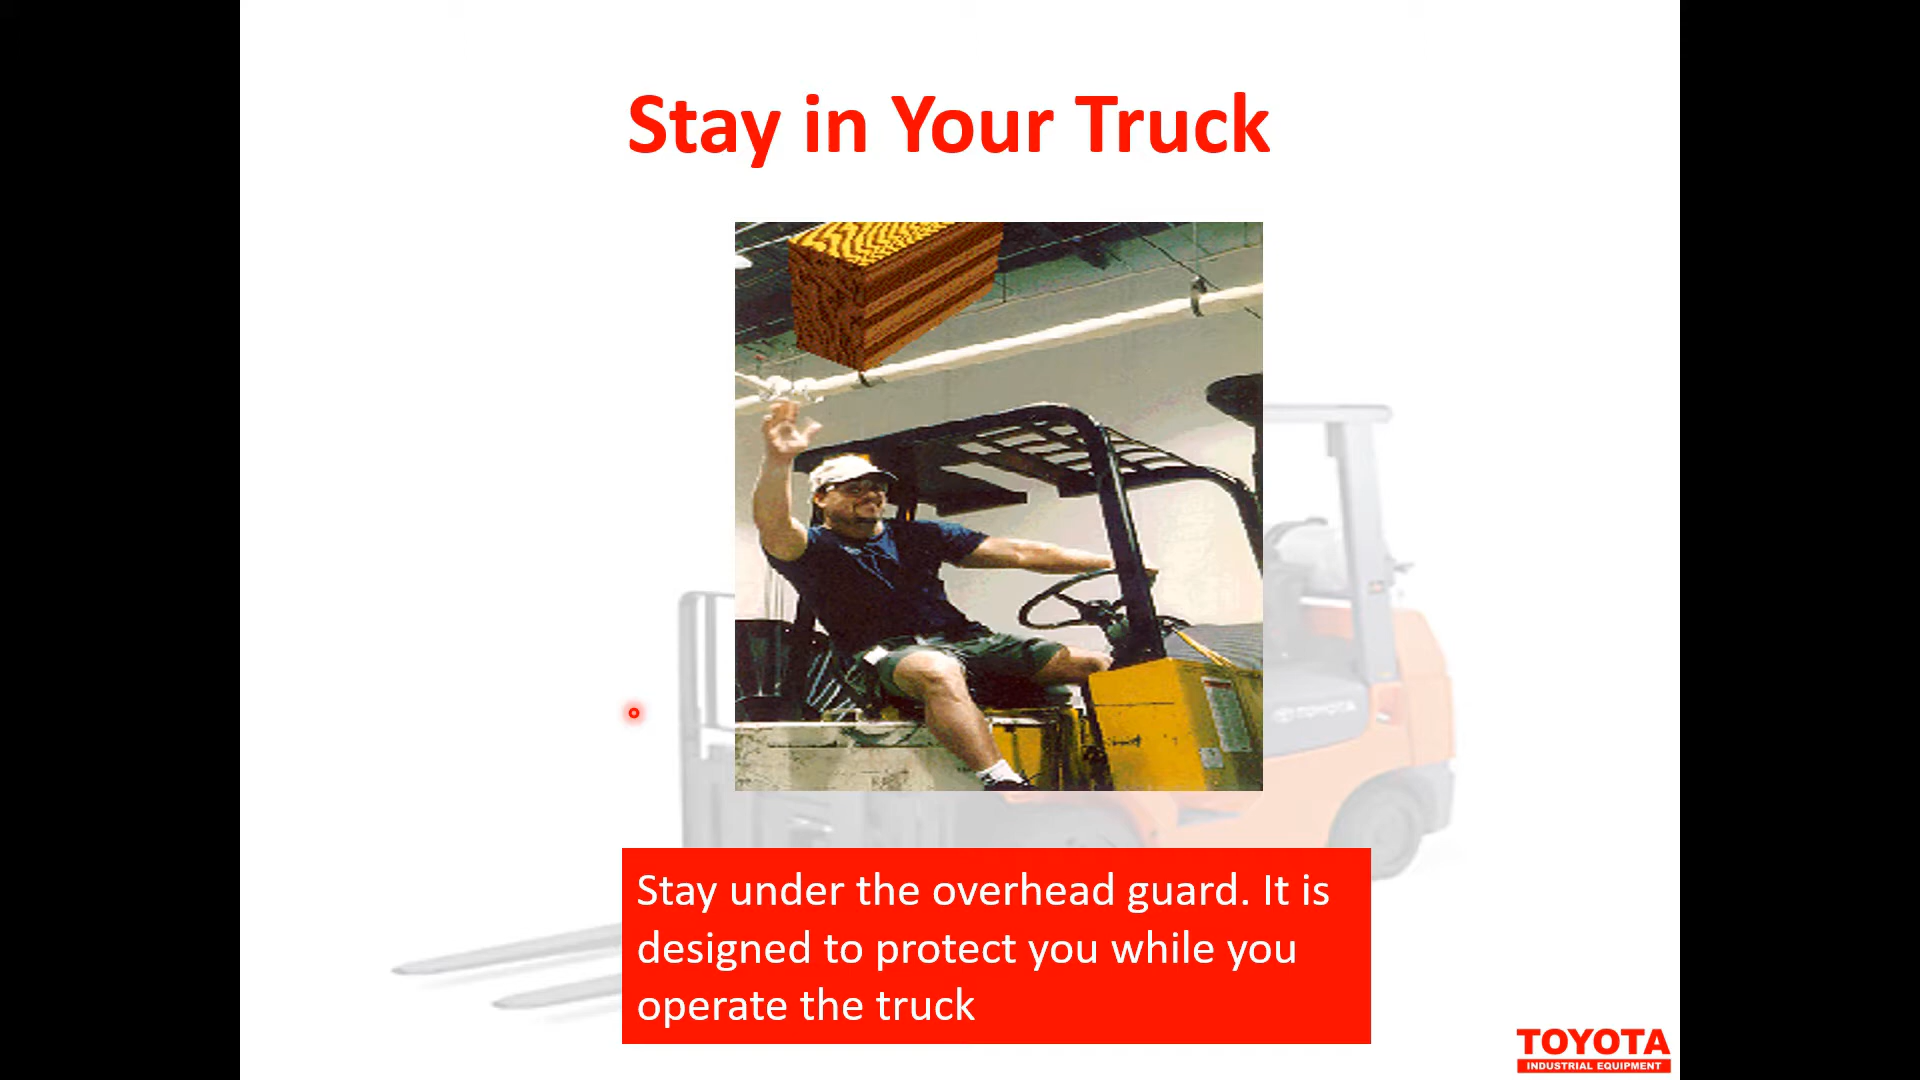 Stay in Your Truck
Stay under the overhead guard. It is
designed to protect you while you
operate the truck
TOYOTA
TOYOTA
INDUSTRIAL EQUIPMENT